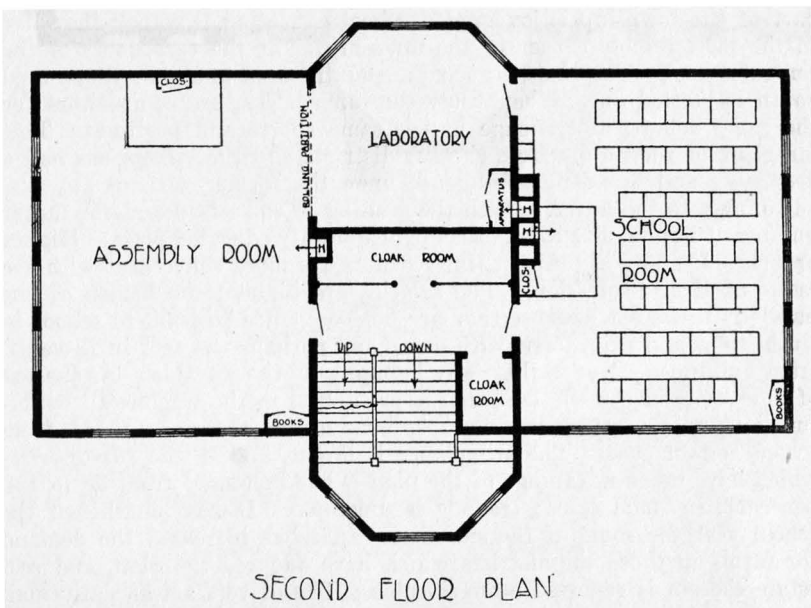 CLOS.
ROLLING PARTITION
LABORATORY
APPARATUS
H
H
H
ASSEMBLY ROOM
CLOAK ROOM
SCHOOL
ROOM
CLOS.
UP
DOWN
CLOAK
ROOM
BOOKS
BOOKS
SECOND FLOOR PLAN